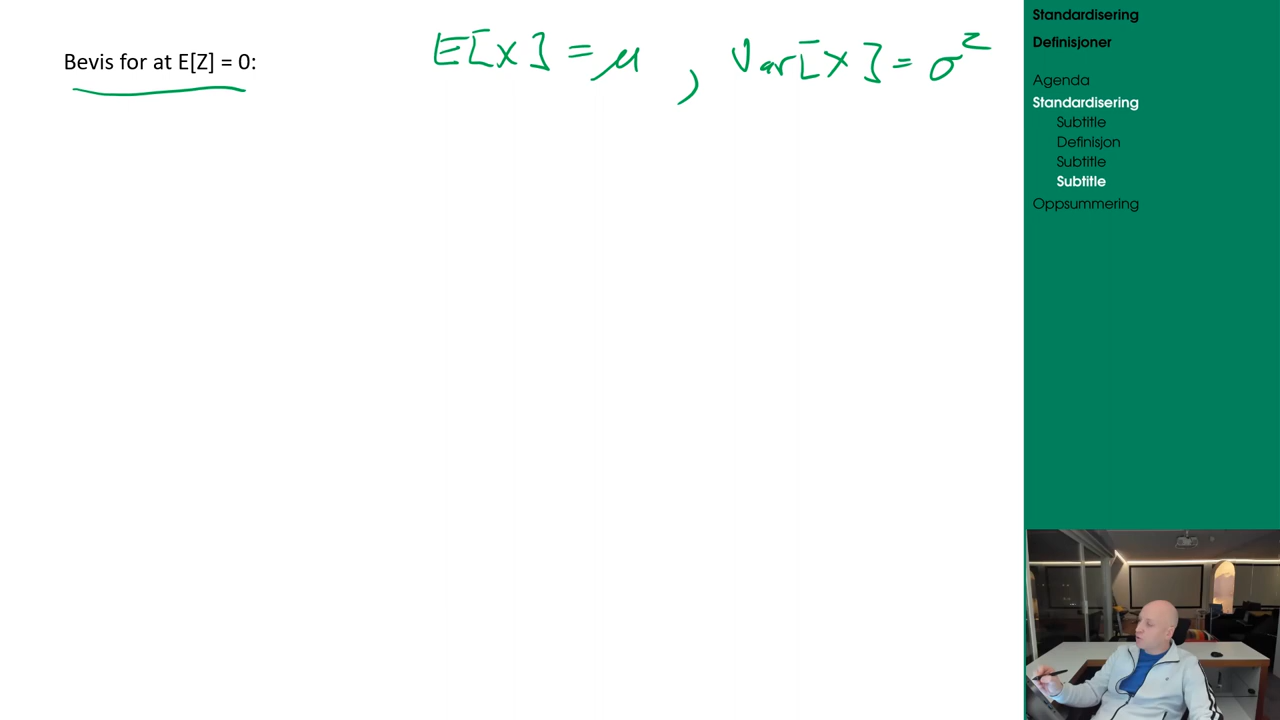 Bevis for at E[Z] = 0:
E[X] = μ , Var[X] = σ²
Standardisering
Definisjoner
Agenda
Standardisering
Subtitle
Definisjon
Subtitle
Subtitle
Oppsummering